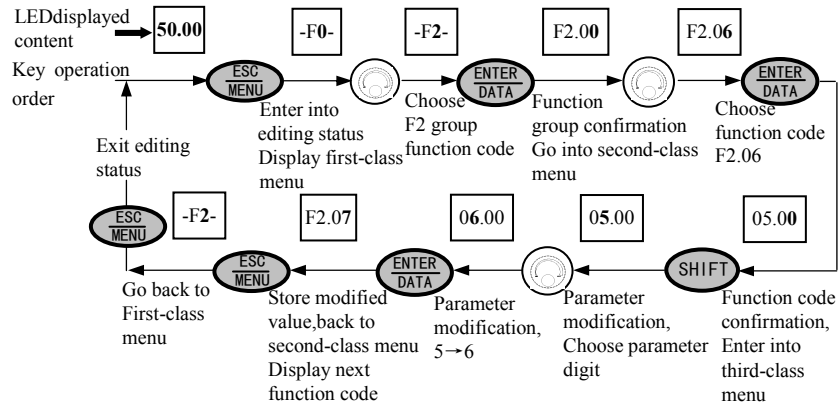 LEDdisplayed
content
50.00
-F0-
-F2-
F2.00
F2.06
Key operation
order
ESC
MENU
ENTER
DATA
ENTER
DATA
Enter into
editing status
Display first-class
menu
Choose
F2 group
function code
Function
group confirmation
Go into second-class
menu
Choose
function code
F2.06
Exit editing
status
ESC
MENU
-F2-
F2.07
06.00
05.00
05.00
ESC
MENU
ENTER
DATA
SHIFT
Go back to
First-class
menu
Store modified
value,back to
second-class menu
Display next
function code
Parameter
modification,
5→6
Parameter
modification,
Choose parameter
digit
Function code
confirmation,
Enter into
third-class
menu